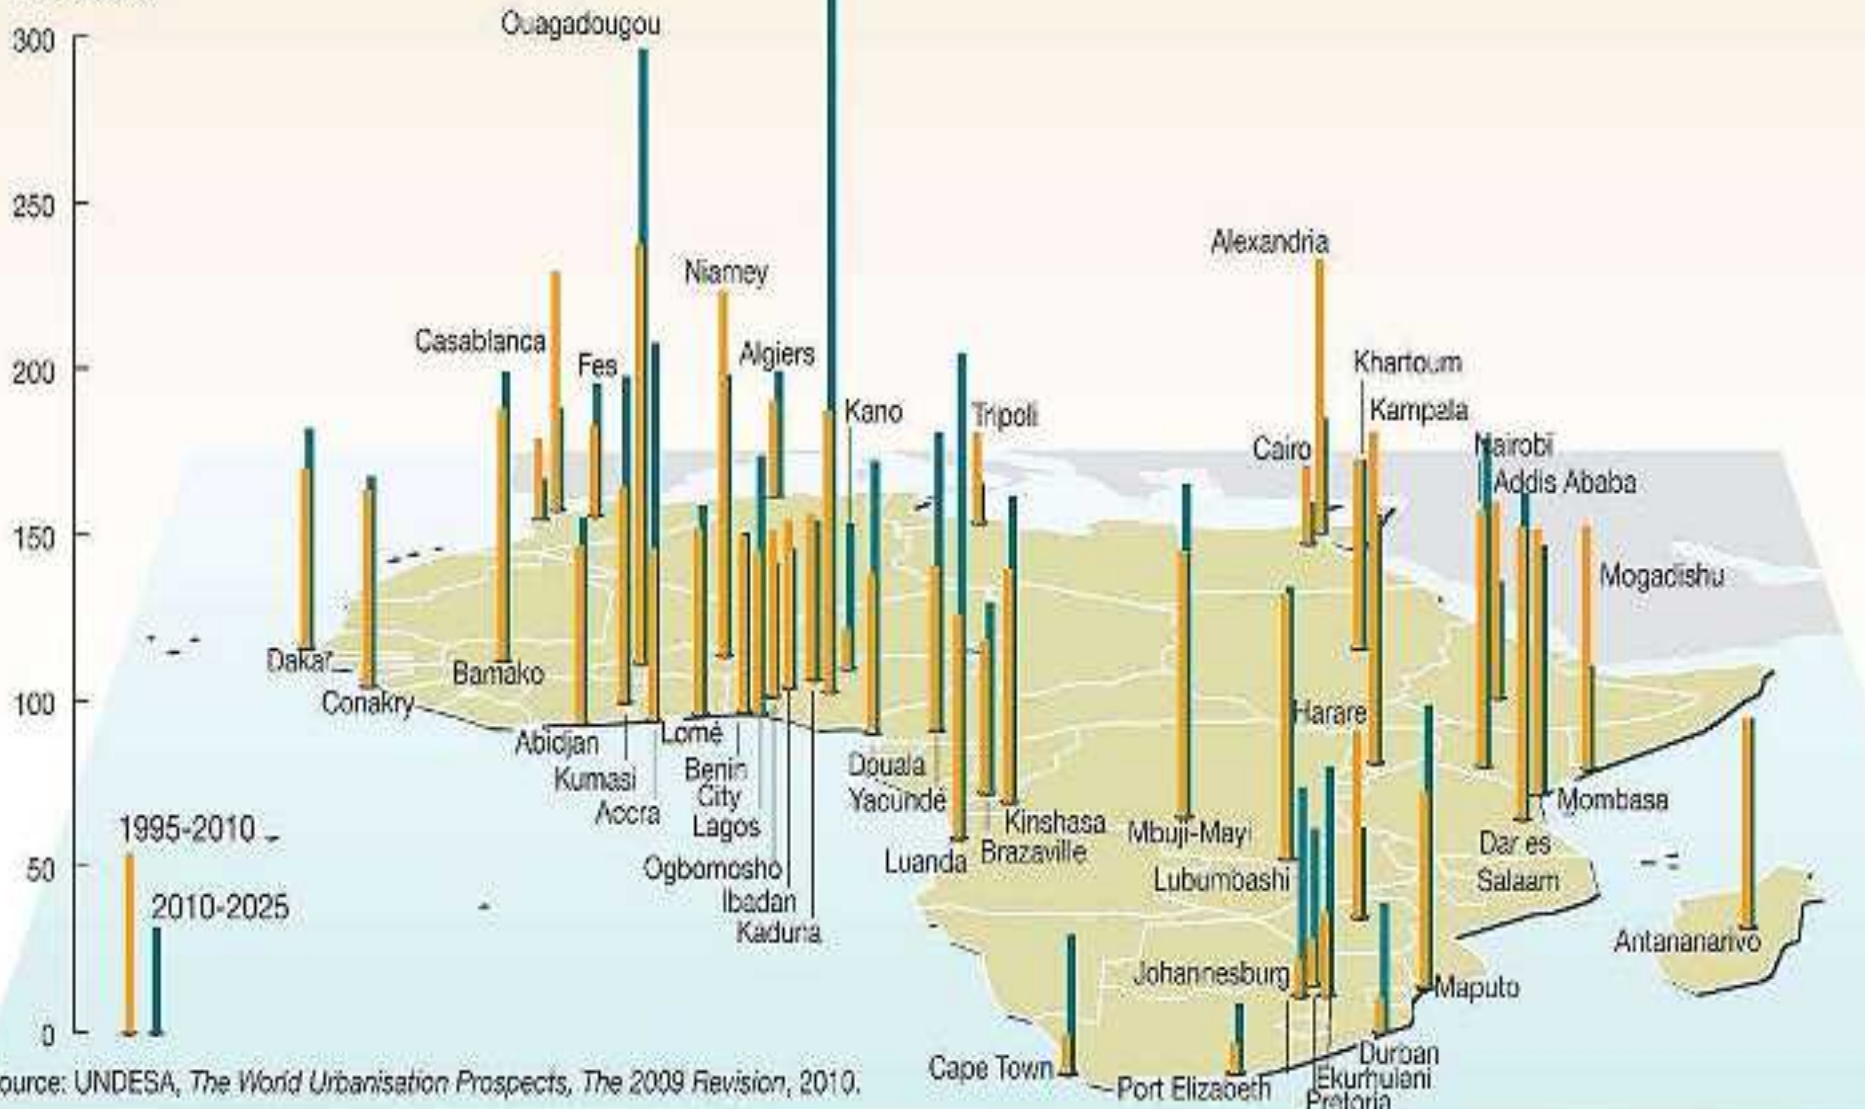 300
250
200
150
100
50
0
Ouagadougou
Niamey
Casablanca
Fes
Algiers
Kano
Tripoli
Alexandria
Khartoum
Kampala
Cairo
Nairobi
Addis Ababa
Mogadishu
Dakar
Conakry
Bamako
Abidjan
Kumasi
Accra
Lomé
Benin
City
Lagos
Ogbomosho
Ibadan
Kaduna
Douala
Yaoundé
Luanda
Kinshasa
Brazaville
Mbuji-Mayi
Lubumbashi
Harare
Mombasa
Dar es
Salaam
Antananarivo
Johannesburg
Maputo
Cape Town
Port Elizabeth
Durban
Ekurhuleni
Pretoria
1995-2010
2010-2025
ource: UNDESA, The World Urbanisation Prospects, The 2009 Revision, 2010.